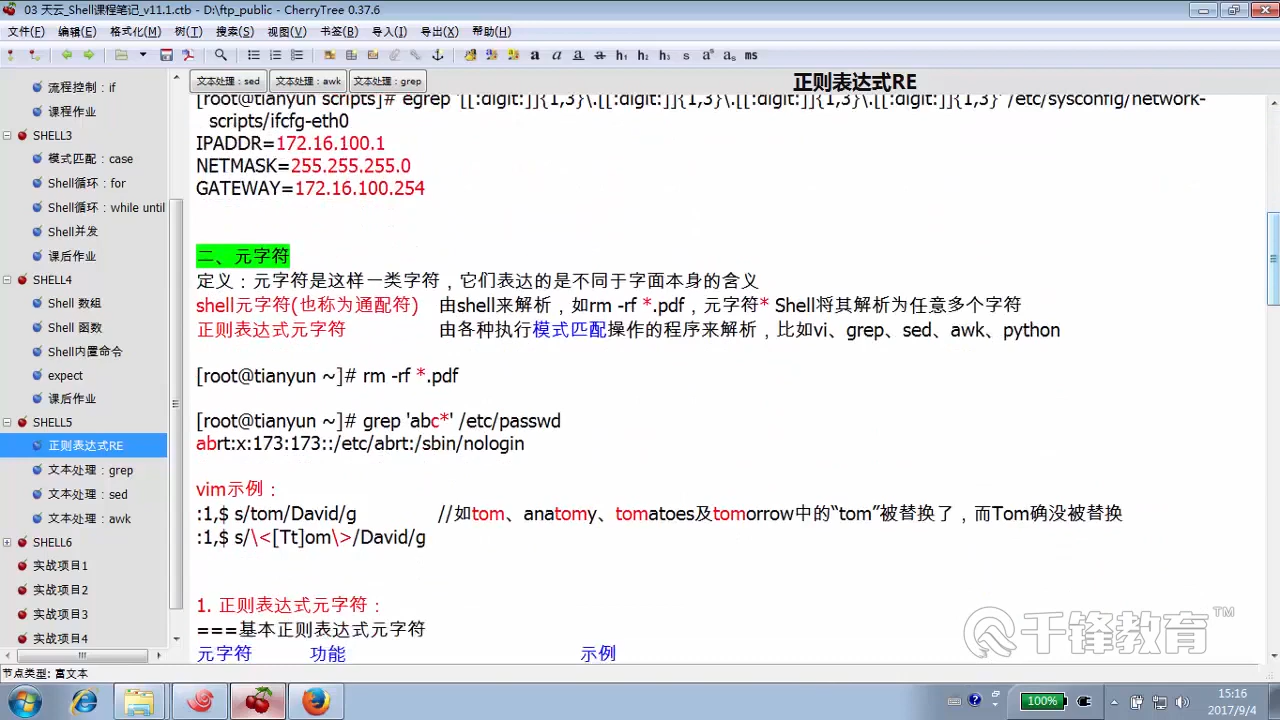 03 天云_Shell课程笔记_v11.1.ctb - D:\ftp_public - CherryTree 0.37.6
文件(F) 编辑(E) 格式化(M) 树(T) 搜索(S) 视图(V) 书签(B) 导入(I) 导出(X) 帮助(H)
a a a a h₁ h₂ h₃ s aˢ aₛ ms
流程控制：if
课程作业
SHELL3
模式匹配：case
Shell循环：for
Shell循环：while until
Shell并发
课后作业
SHELL4
Shell 数组
Shell 函数
Shell内置命令
expect
课后作业
SHELL5
正则表达式RE
文本处理：grep
文本处理：sed
文本处理：awk
SHELL6
实战项目1
实战项目2
实战项目3
实战项目4
文本处理：sed 文本处理：awk 文本处理：grep 正则表达式RE
[root@tianyun scripts]# egrep '[[:digit:]]{1,3}\.[[:digit:]]{1,3}\.[[:digit:]]{1,3}\.[[:digit:]]{1,3}' /etc/sysconfig/network-
scripts/ifcfg-eth0
IPADDR=172.16.100.1
NETMASK=255.255.255.0
GATEWAY=172.16.100.254
二、元字符
定义：元字符是这样一类字符，它们表达的是不同于字面本身的含义
shell元字符(也称为通配符) 由shell来解析，如rm -rf *.pdf，元字符* Shell将其解析为任意多个字符
正则表达式元字符 由各种执行模式匹配操作的程序来解析，比如vi、grep、sed、awk、python
[root@tianyun ~]# rm -rf *.pdf
[root@tianyun ~]# grep 'abc*' /etc/passwd
abrt:x:173:173::/etc/abrt:/sbin/nologin
vim示例：
:1,$ s/tom/David/g //如tom、anatomy、tomatoes及tomorrow中的“tom”被替换了，而Tom确没被替换
:1,$ s/\<[Tt]om\>/David/g
1. 正则表达式元字符：
===基本正则表达式元字符
元字符 功能 示例
千锋教育™
节点类型: 富文本
100% 15:16
2017/9/4